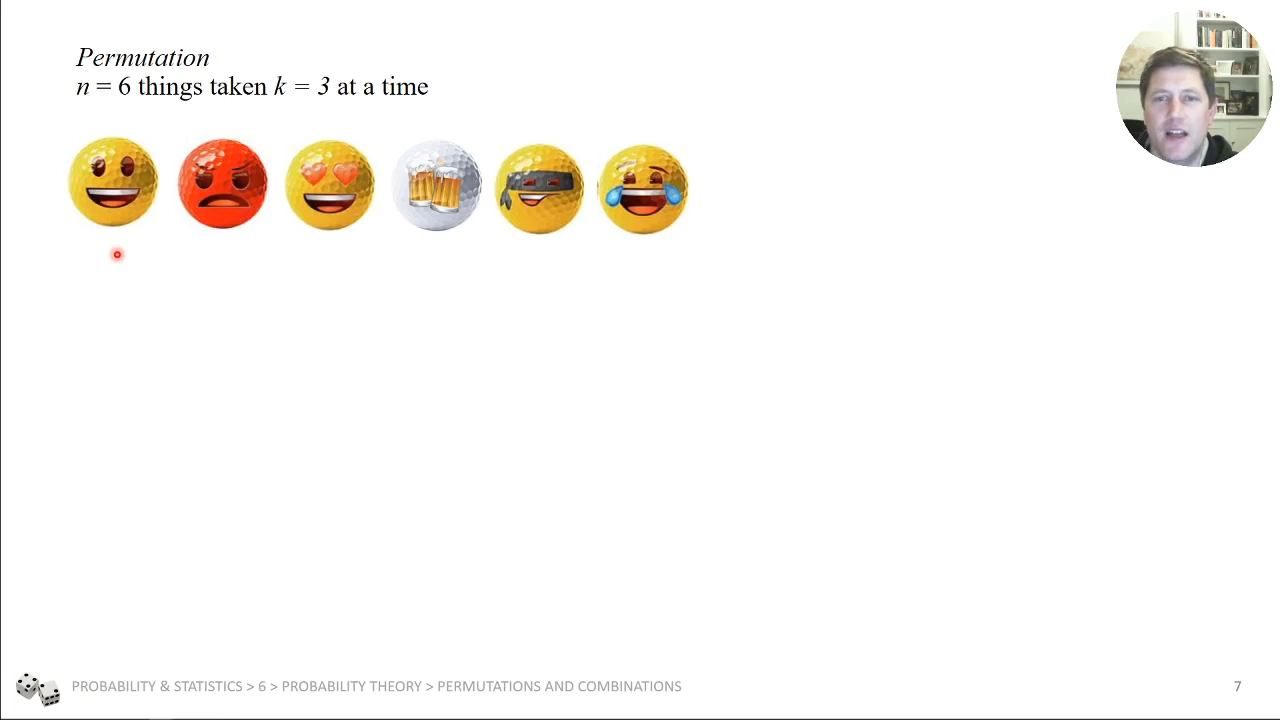 Permutation
n = 6 things taken k = 3 at a time
PROBABILITY & STATISTICS > 6 > PROBABILITY THEORY > PERMUTATIONS AND COMBINATIONS
7